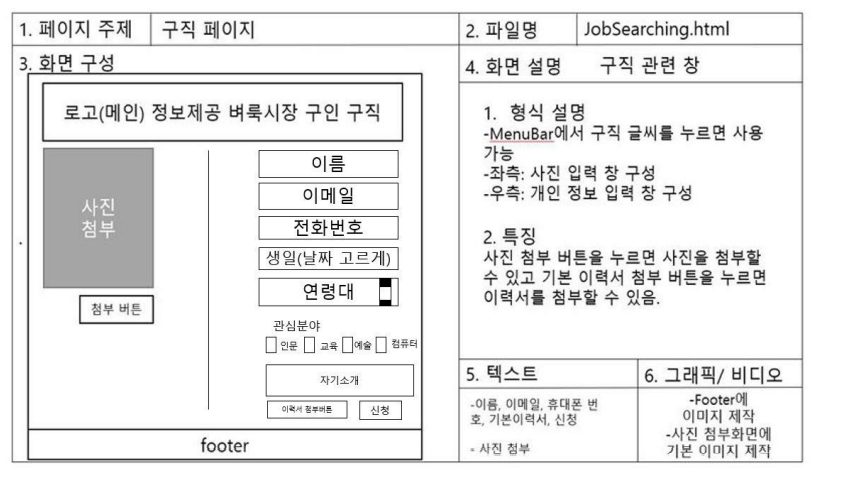 1. 페이지 주제
구직 페이지
2. 파일명
JobSearching.html
3. 화면 구성
로고(메인) 정보제공 벼룩시장 구인 구직
사진
첨부
첨부 버튼
이름
이메일
전화번호
생일(날짜 고르게)
연령대
관심분야
인문 교육 예술 컴퓨터
자기소개
이력서 첨부버튼
신청
footer
4. 화면 설명
구직 관련 창
1. 형식 설명
-MenuBar에서 구직 글씨를 누르면 사용
가능
-좌측: 사진 입력 창 구성
-우측: 개인 정보 입력 창 구성
2. 특징
사진 첨부 버튼을 누르면 사진을 첨부할
수 있고 기본 이력서 첨부 버튼을 누르면
이력서를 첨부할 수 있음.
5. 텍스트
-이름, 이메일, 휴대폰 번
호, 기본이력서, 신청
- 사진 첨부
6. 그래픽/ 비디오
-Footer에
이미지 제작
-사진 첨부화면에
기본 이미지 제작